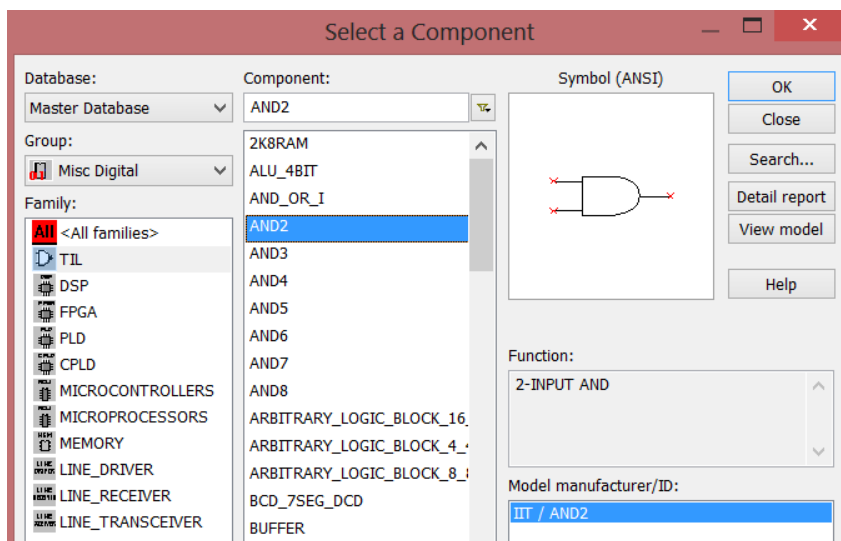 Select a Component
Database:
Master Database
Group:
Misc Digital
Family:
All <All families>
TIL
DSP
FPGA
PLD
CPLD
MICROCONTROLLERS
MICROPROCESSORS
MEMORY
LINE_DRIVER
LINE_RECEIVER
LINE_TRANSCEIVER
Component:
AND2
2K8RAM
ALU_4BIT
AND_OR_I
AND2
AND3
AND4
AND5
AND6
AND7
AND8
ARBITRARY_LOGIC_BLOCK_16_
ARBITRARY_LOGIC_BLOCK_4_
ARBITRARY_LOGIC_BLOCK_8_
BCD_7SEG_DCD
BUFFER
Symbol (ANSI)
Function:
2-INPUT AND
Model manufacturer/ID:
IIT / AND2
OK
Close
Search...
Detail report
View model
Help